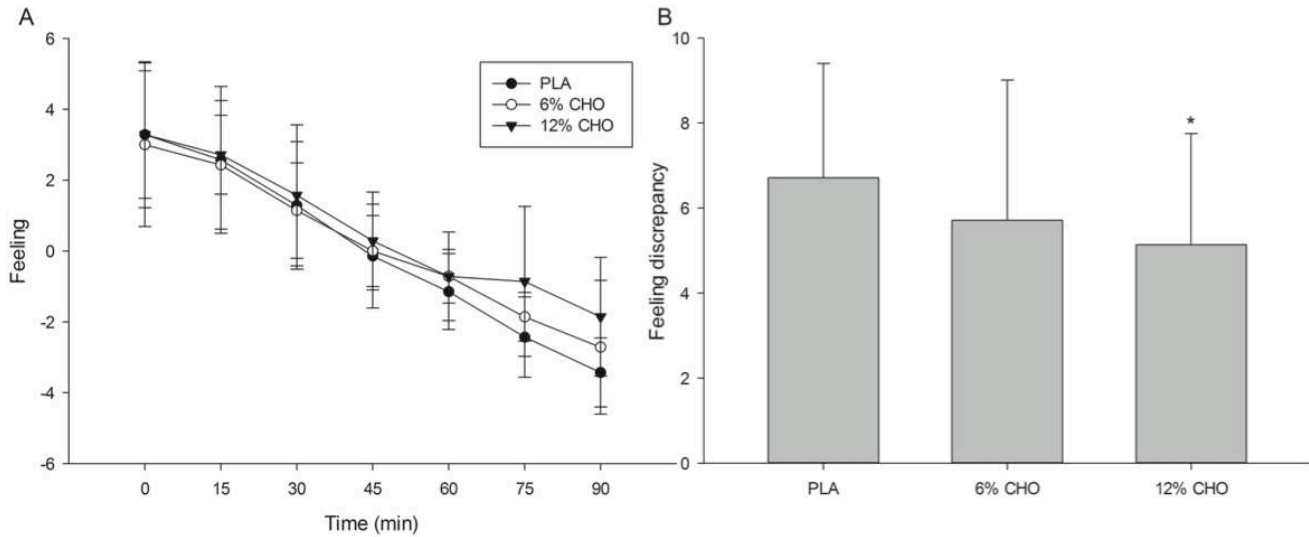 A
Feeling
6
4
2
0
-2
-4
-6
PLA
6% CHO
12% CHO
0 15 30 45 60 75 90
Time (min)
B
Feeling discrepancy
10
8
6
4
2
0
*
PLA 6% CHO 12% CHO